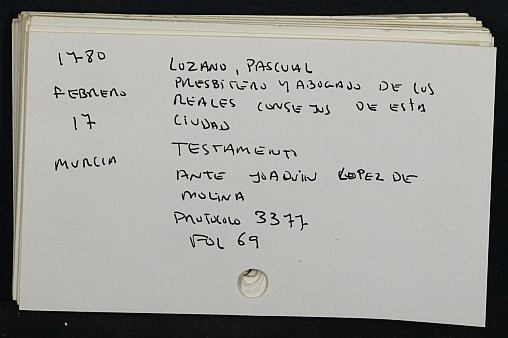 1780
FEBRERO
17
MURCIA
LOZANO, PASCUAL
PRESBITERO Y ABOGADO DE LOS
REALES CONSEJOS DE ESTA
CIUDAD
TESTAMENTO
ANTE JOAQUIN LOPEZ DE
MOLINA
PROTOCOLO 3377
FOL 69